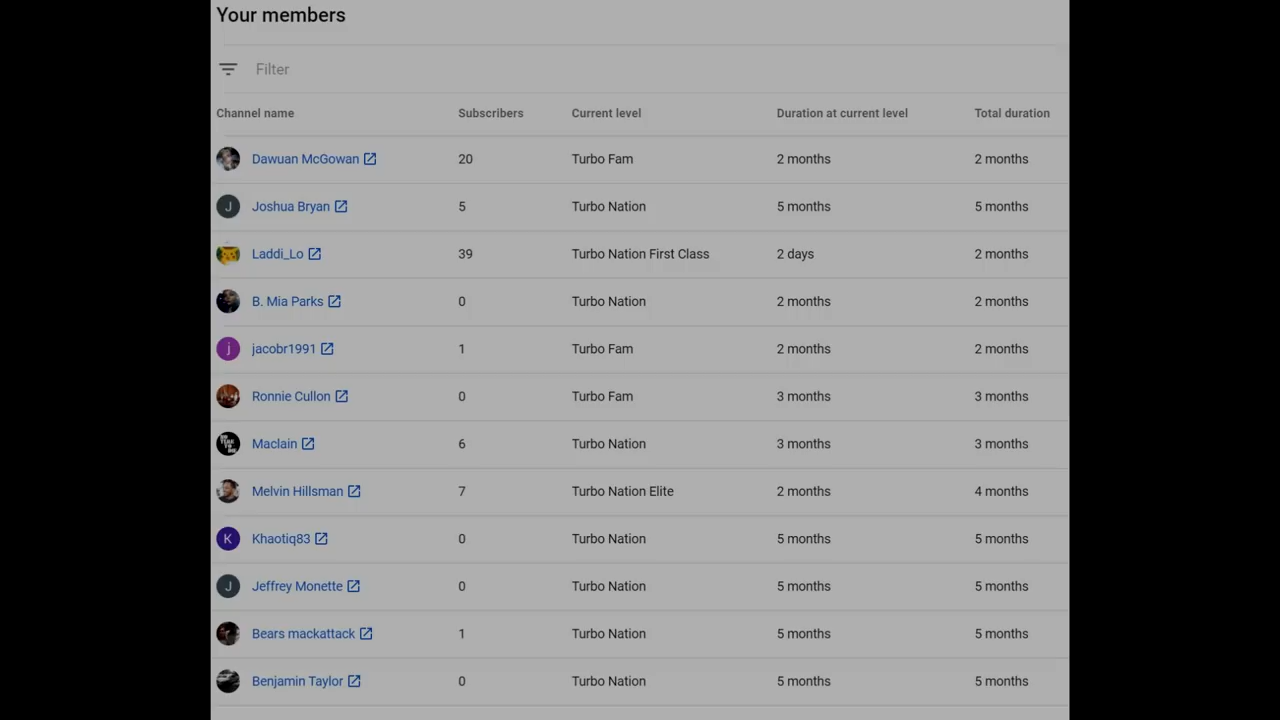 Your members
Filter
Channel name Subscribers Current level Duration at current level Total duration
Dawuan McGowan 20 Turbo Fam 2 months 2 months
J Joshua Bryan 5 Turbo Nation 5 months 5 months
Laddi_Lo 39 Turbo Nation First Class 2 days 2 months
B. Mia Parks 0 Turbo Nation 2 months 2 months
j jacobr1991 1 Turbo Fam 2 months 2 months
Ronnie Cullon 0 Turbo Fam 3 months 3 months
Maclain 6 Turbo Nation 3 months 3 months
Melvin Hillsman 7 Turbo Nation Elite 2 months 4 months
K Khaotiq83 0 Turbo Nation 5 months 5 months
J Jeffrey Monette 0 Turbo Nation 5 months 5 months
Bears mackattack 1 Turbo Nation 5 months 5 months
Benjamin Taylor 0 Turbo Nation 5 months 5 months